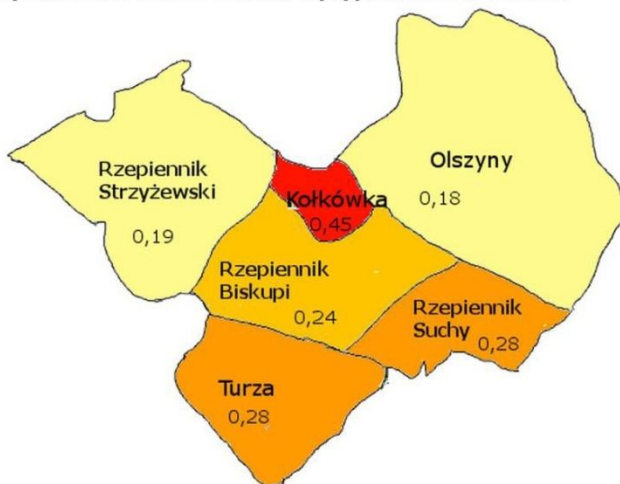 Olszyny
0,18
Rzepiennik
Strzyżewski
0,19
Kołkówka
0,45
Rzepiennik
Biskupi
0,24
Rzepiennik
Suchy
0,28
Turza
0,28